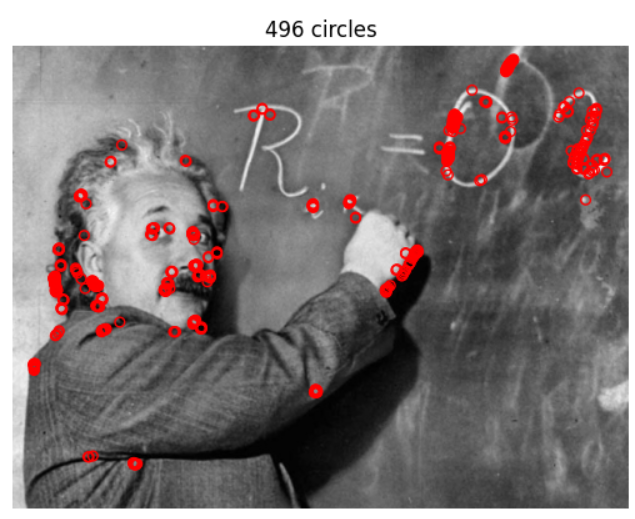 496 circles
R. = 0 ?